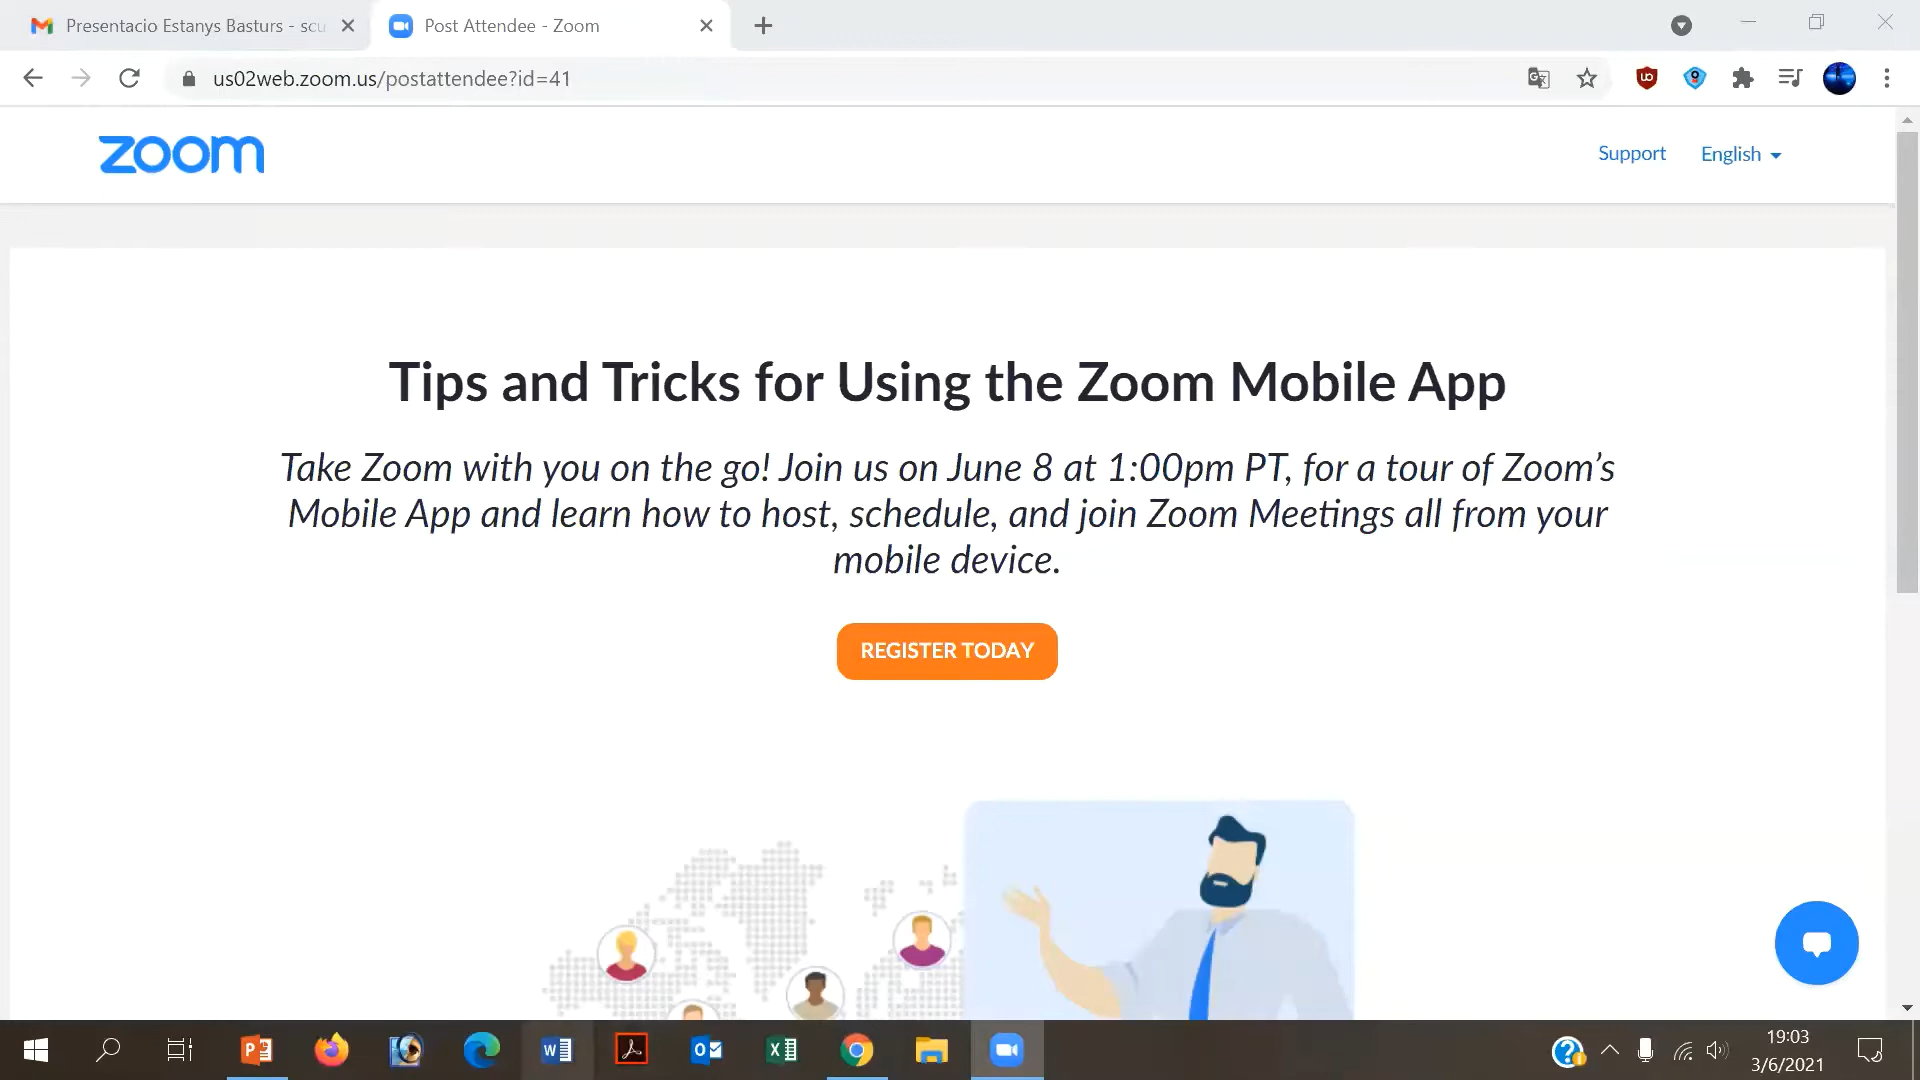 Presentacio Estanys Basturs - scu
Post Attendee - Zoom
us02web.zoom.us/postattendee?id=41
zoom
Support
English
Tips and Tricks for Using the Zoom Mobile App
Take Zoom with you on the go! Join us on June 8 at 1:00pm PT, for a tour of Zoom's
Mobile App and learn how to host, schedule, and join Zoom Meetings all from your
mobile device.
REGISTER TODAY
19:03
3/6/2021